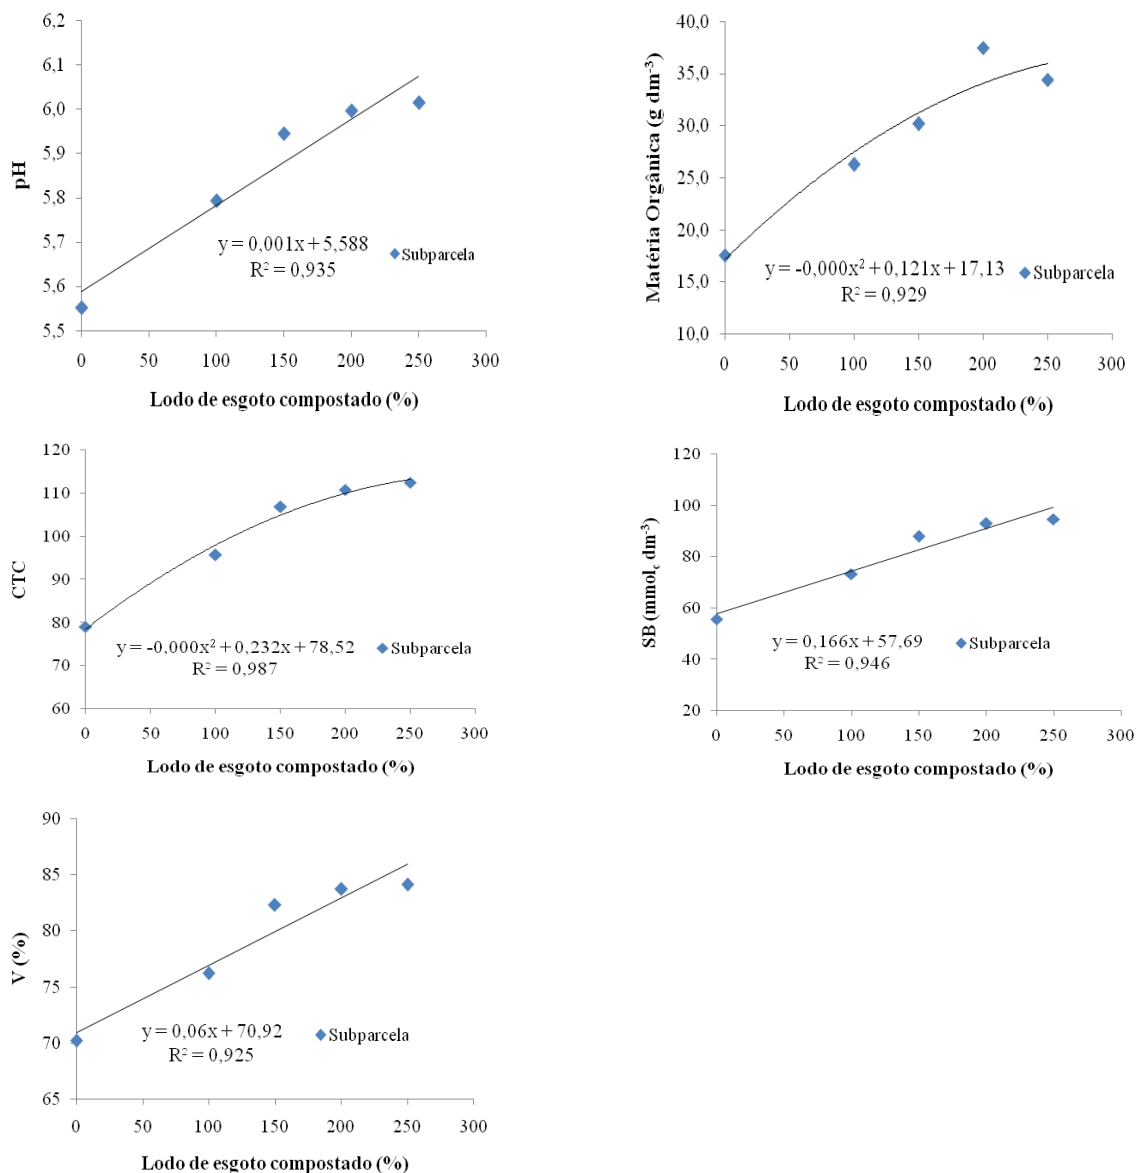 6,2
6,1
6,0
5,9
5,8
5,7
5,6
5,5
pH
y = 0,001x + 5,588
R² = 0,935
Subparcela
0 50 100 150 200 250 300
Lodo de esgoto compostado (%)
40,0
35,0
30,0
25,0
20,0
15,0
10,0
Matéria Orgânica (g dm⁻³)
y = -0,000x² + 0,121x + 17,13
R² = 0,929
Subparcela
0 50 100 150 200 250 300
Lodo de esgoto compostado (%)
120
110
100
90
80
70
60
CTC
y = -0,000x² + 0,232x + 78,52
R² = 0,987
Subparcela
0 50 100 150 200 250 300
Lodo de esgoto compostado (%)
120
100
80
60
40
20
SB (mmolc dm⁻³)
y = 0,166x + 57,69
R² = 0,946
Subparcela
0 50 100 150 200 250 300
Lodo de esgoto compostado (%)
90
85
80
75
70
65
V (%)
y = 0,06x + 70,92
R² = 0,925
Subparcela
0 50 100 150 200 250 300
Lodo de esgoto compostado (%)